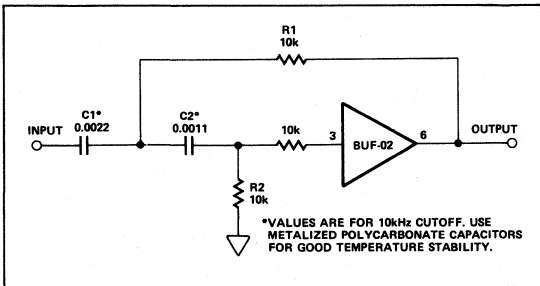 R1
10k
C1*
0.0022
C2*
0.0011
INPUT
10k
3
BUF-02
6
OUTPUT
R2
10k
*VALUES ARE FOR 10kHz CUTOFF. USE
METALIZED POLYCARBONATE CAPACITORS
FOR GOOD TEMPERATURE STABILITY.